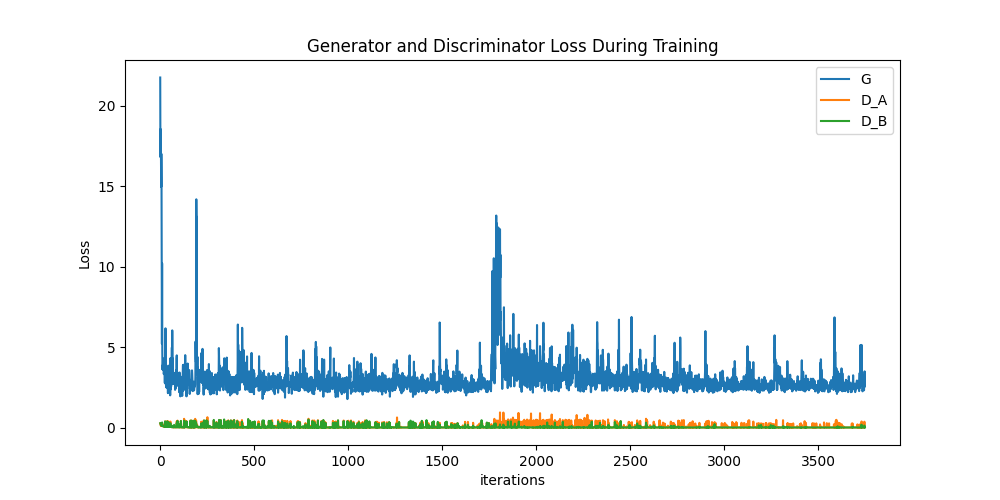 Generator and Discriminator Loss During Training
G
D_A
D_B
Loss
20
15
10
5
0
0 500 1000 1500 2000 2500 3000 3500
iterations